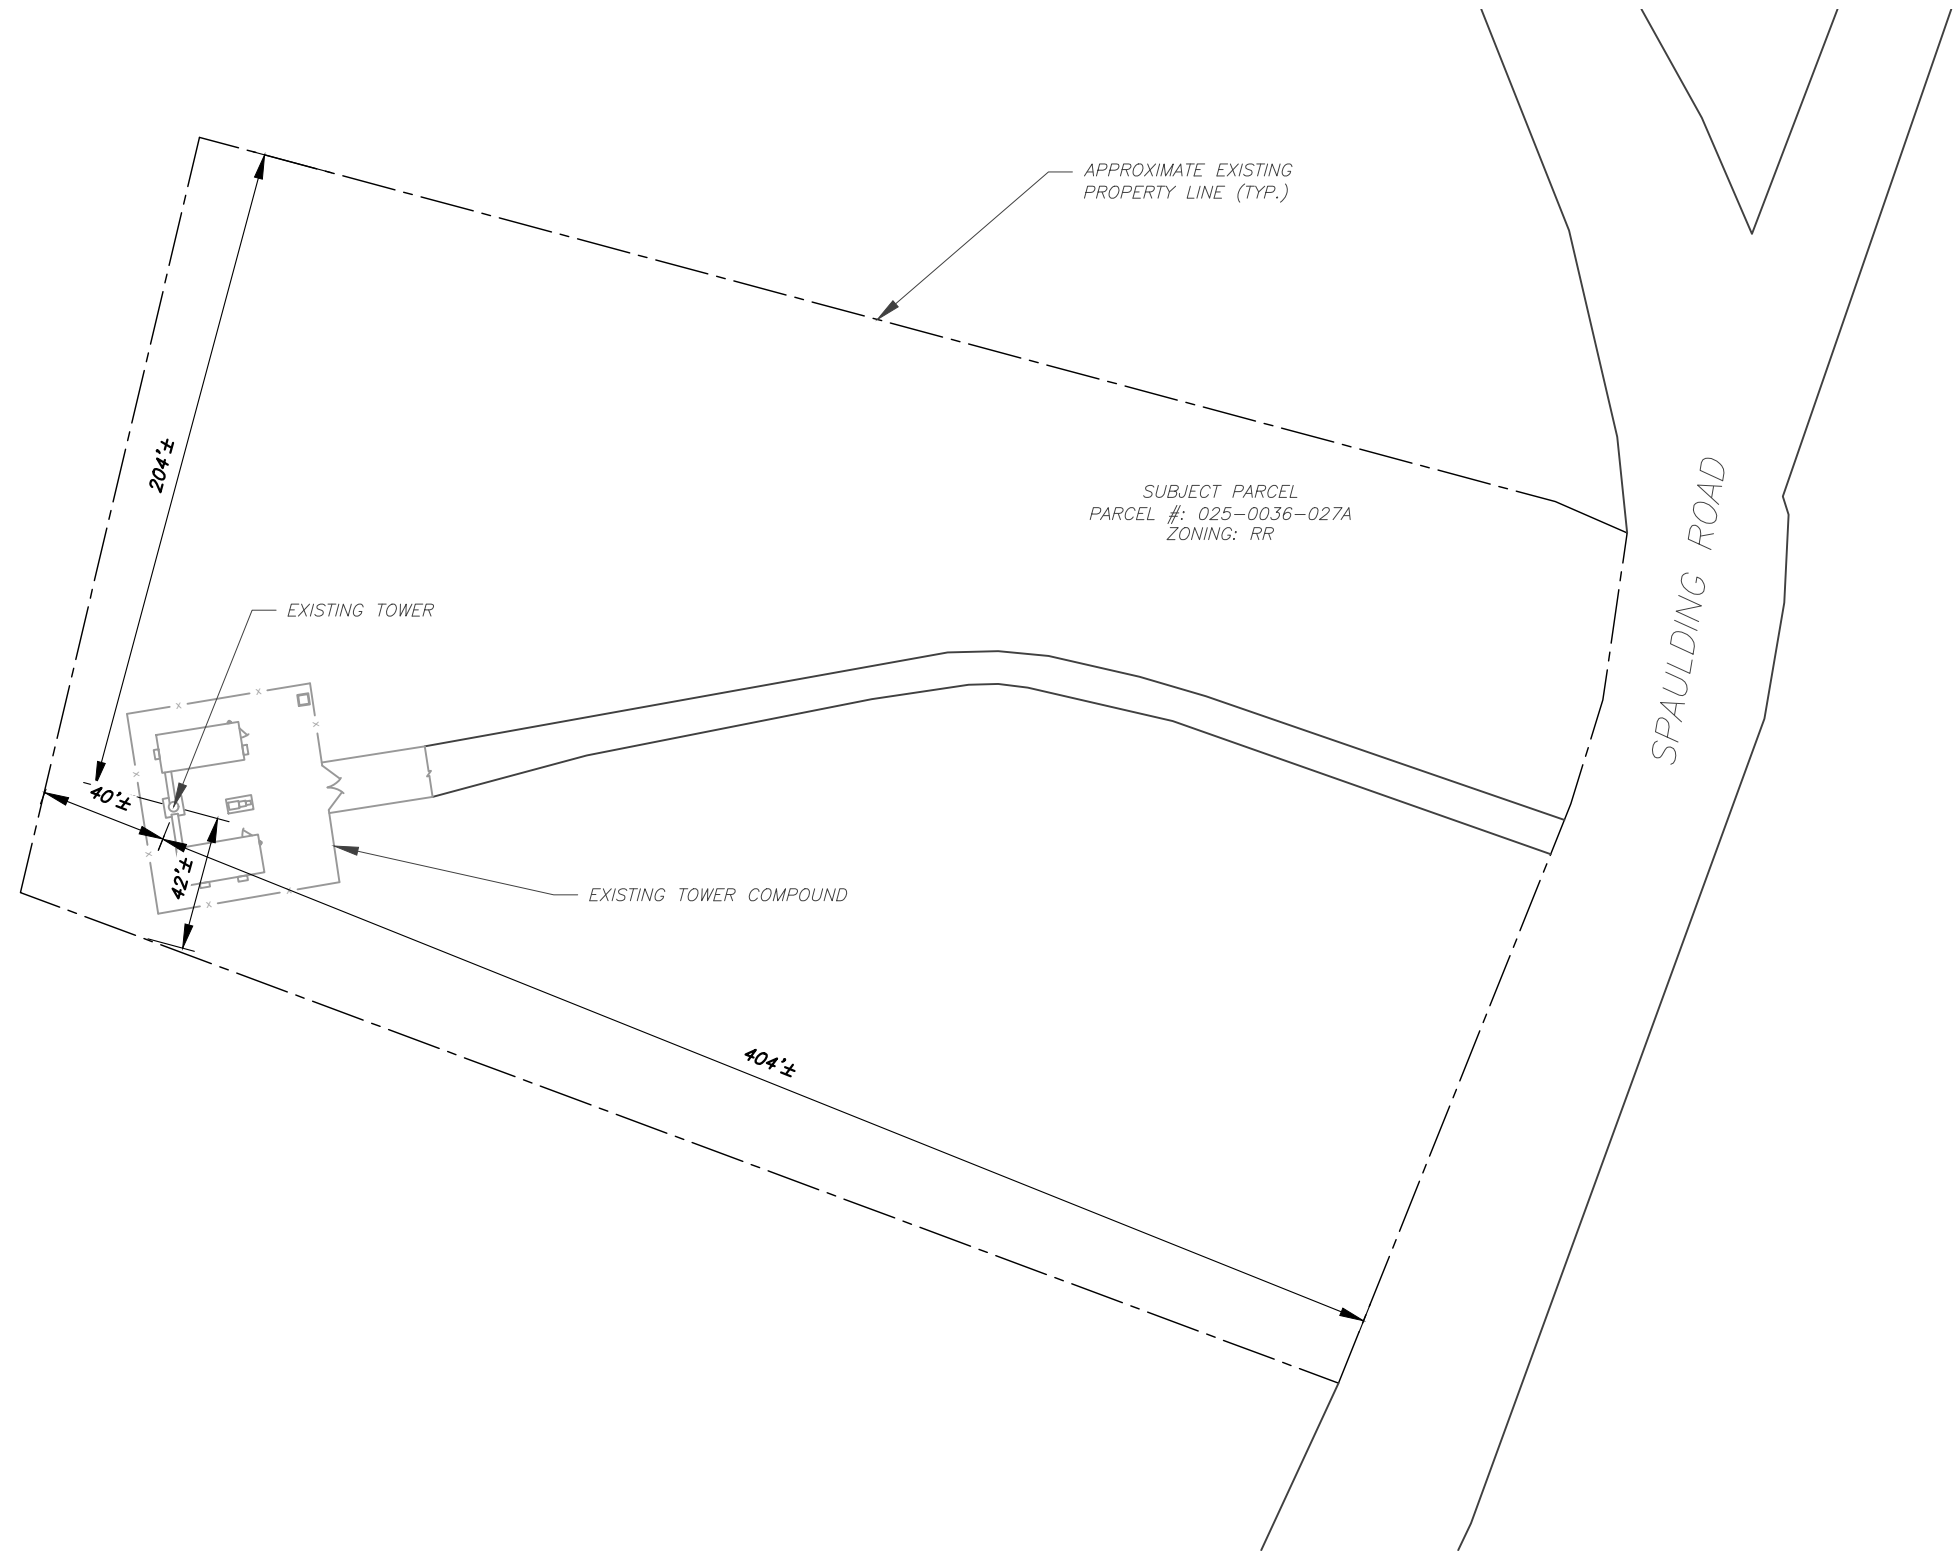 APPROXIMATE EXISTING
PROPERTY LINE (TYP.)
204'±
SUBJECT PARCEL
PARCEL #: 025-0036-027A
ZONING: RR
SPAULDING ROAD
EXISTING TOWER
40'±
42'±
EXISTING TOWER COMPOUND
404'±